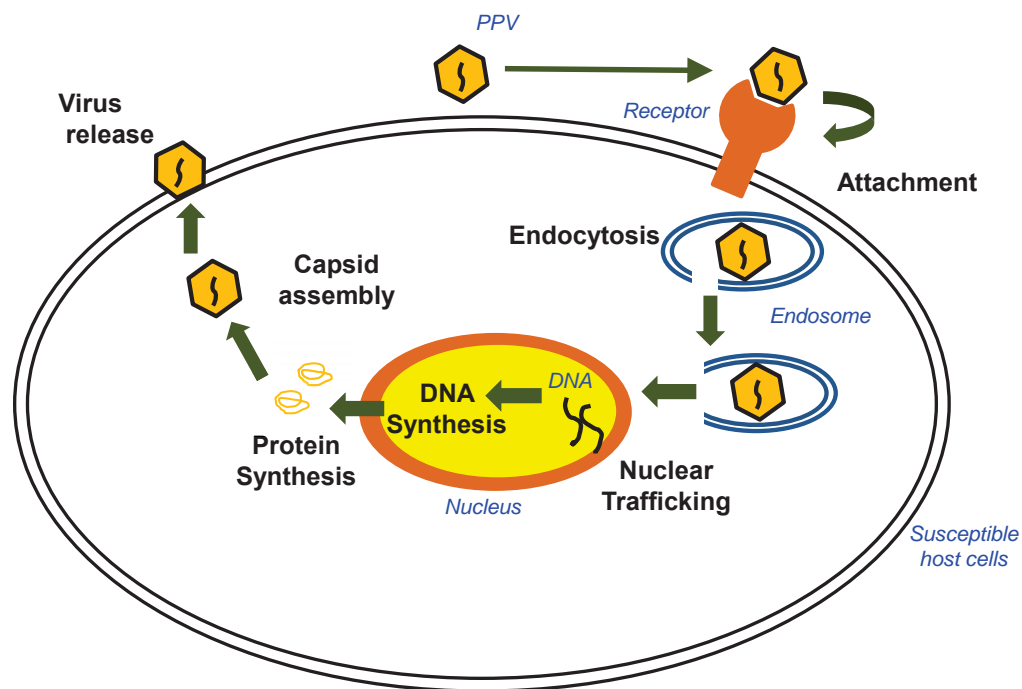 PPV
Virus
release
Receptor
Attachment
Endocytosis
Capsid
assembly
Endosome
DNA
DNA
Synthesis
Protein
Synthesis
Nuclear
Trafficking
Nucleus
Susceptible
host cells